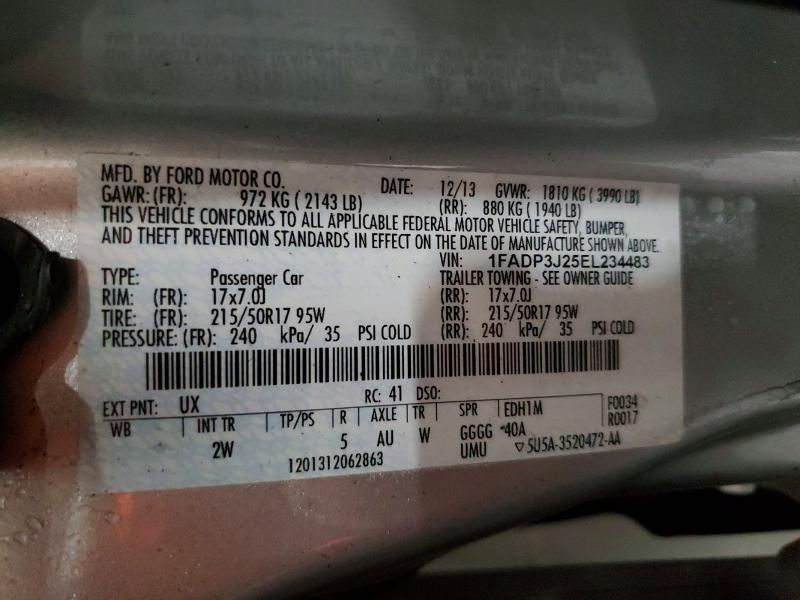 MFD. BY FORD MOTOR CO. DATE: 12/13 GVWR: 1810 KG ( 3990 LB)
GAWR:(FR): 972 KG ( 2143 LB) (RR): 880 KG ( 1940 LB)
THIS VEHICLE CONFORMS TO ALL APPLICABLE FEDERAL MOTOR VEHICLE SAFETY, BUMPER,
AND THEFT PREVENTION STANDARDS IN EFFECT ON THE DATE OF MANUFACTURE SHOWN ABOVE.
VIN: 1FADP3J25EL234483
TYPE: Passenger Car TRAILER TOWING - SEE OWNER GUIDE
RIM: (FR): 17x7.0J (RR): 17x7.0J
TIRE: (FR): 215/50R17 95W (RR): 215/50R17 95W
PRESSURE: (FR): 240 kPa/ 35 PSI COLD (RR): 240 kPa/ 35 PSI COLD
EXT PNT: UX RC: 41 DSO:
WB INT TR TP/PS R AXLE TR SPR EDH1M F0034
2W 5 AU W GGGG *40A R0017
1201312062863 UMU ▽5U5A-3520472-AA